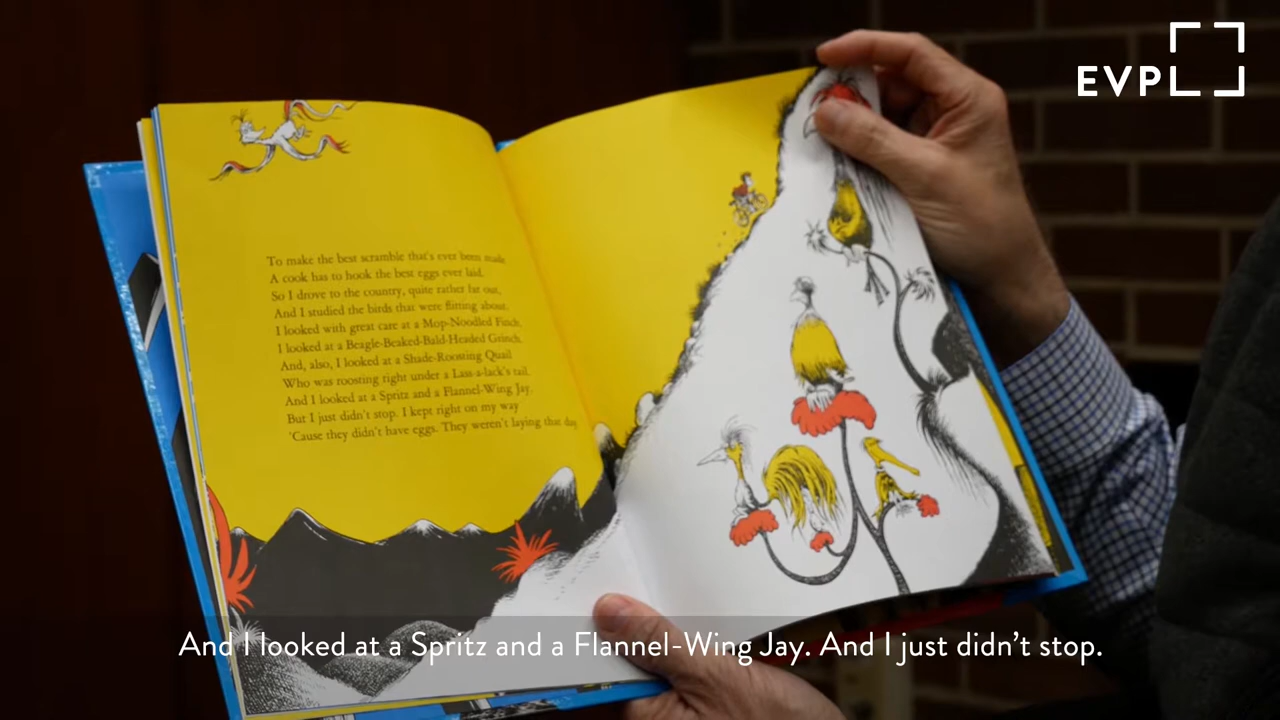 EVPL
To make the best scramble that's ever been made
A cook has to hook the best eggs ever laid.
So I drove to the country, quite rather far out,
And I studied the birds that were flitting about.
I looked with great care at a Mop-Noodled Finch.
I looked at a Beagle-Beaked-Bald-Headed Grinch.
And, also, I looked at a Shade-Roosting Quail
Who was roosting right under a Lass-a-lack's tail.
And I looked at a Spritz and a Flannel-Wing Jay.
But I just didn't stop. I kept right on my way
'Cause they didn't have eggs. They weren't laying that day
And I looked at a Spritz and a Flannel-Wing Jay. And I just didn't stop.